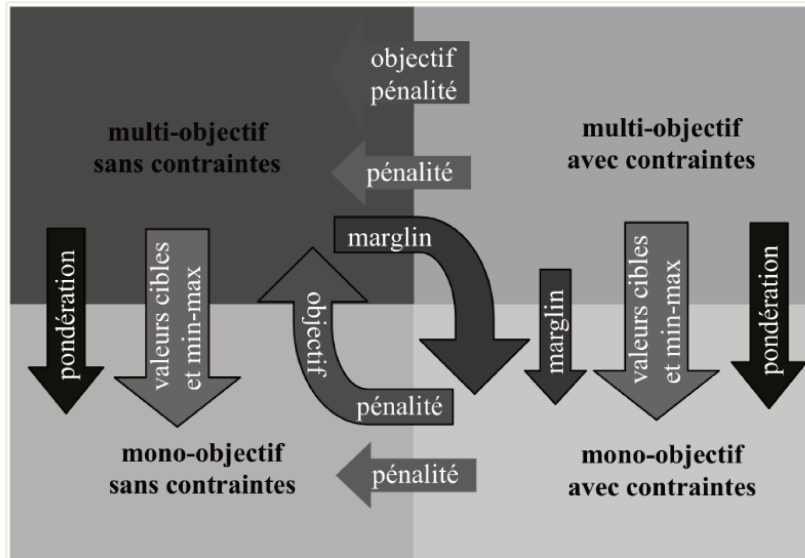 objectif
pénalité
multi-objectif
sans contraintes
multi-objectif
avec contraintes
pénalité
marglin
pondération
valeurs cibles
et min-max
objectif
pénalité
marglin
valeurs cibles
et min-max
pondération
mono-objectif
sans contraintes
pénalité
mono-objectif
avec contraintes